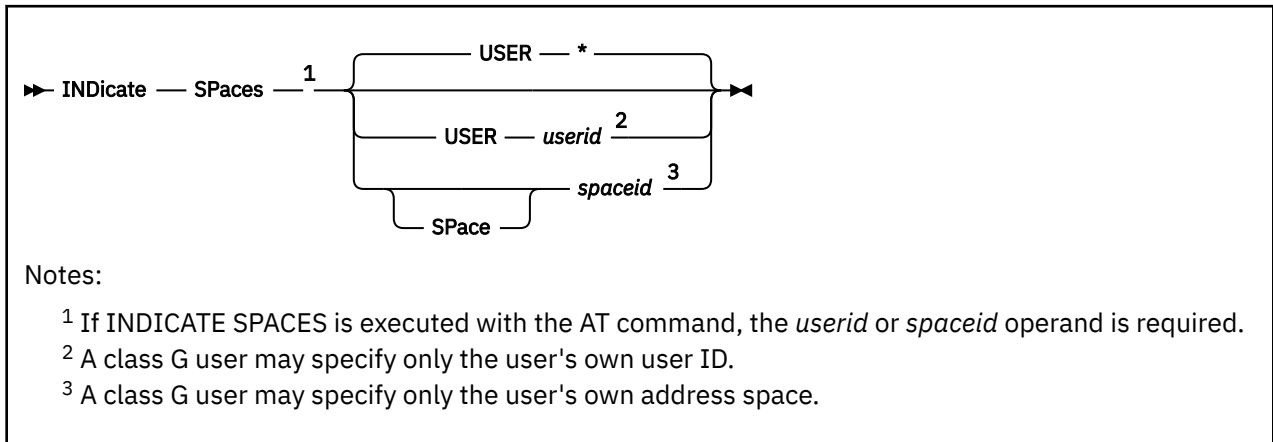 USER — *
INDicate — SPaces 1
USER — userid 2
spaceid 3
SPace
Notes:
1 If INDICATE SPACES is executed with the AT command, the userid or spaceid operand is required.
2 A class G user may specify only the user's own user ID.
3 A class G user may specify only the user's own address space.